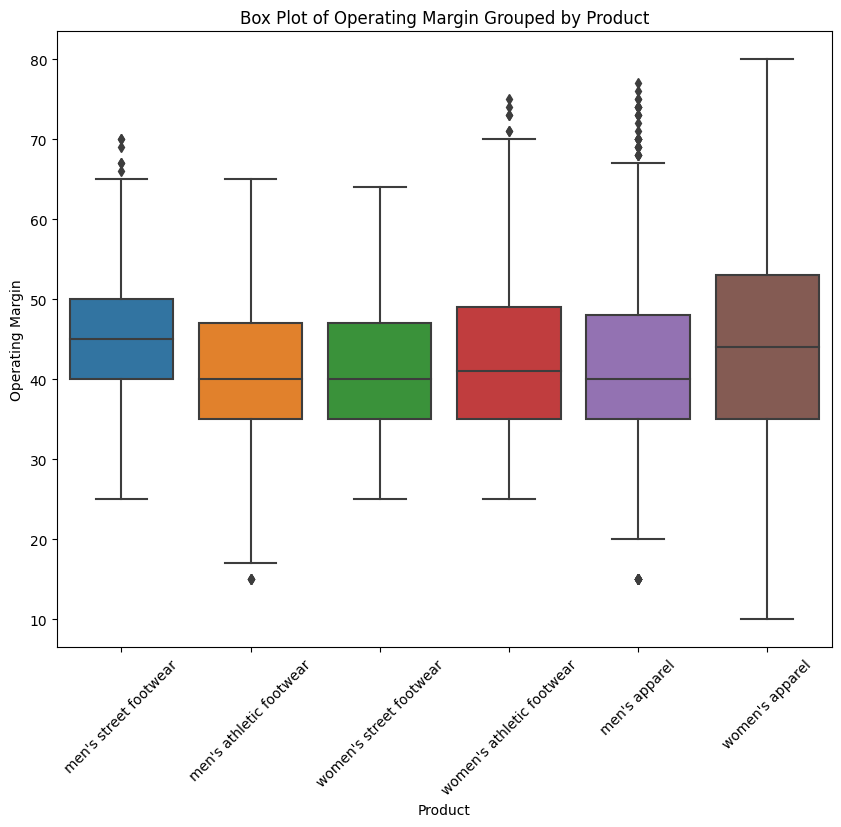 Box Plot of Operating Margin Grouped by Product
Operating Margin
80
70
60
50
40
30
20
10
men's street footwear
men's athletic footwear
women's street footwear
women's athletic footwear
men's apparel
women's apparel
Product